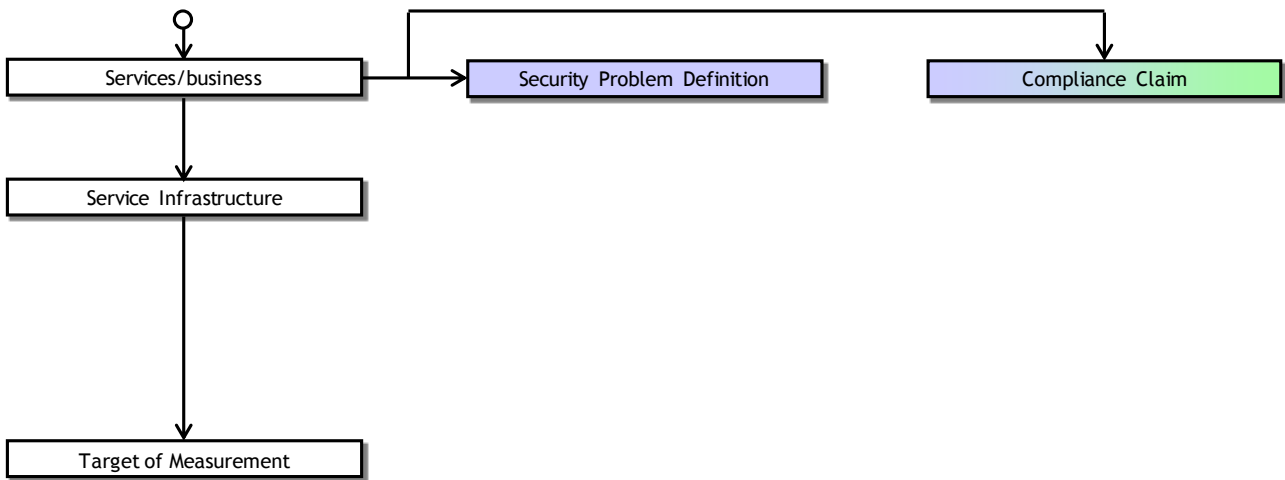 Services/business
Security Problem Definition
Compliance Claim
Service Infrastructure
Target of Measurement